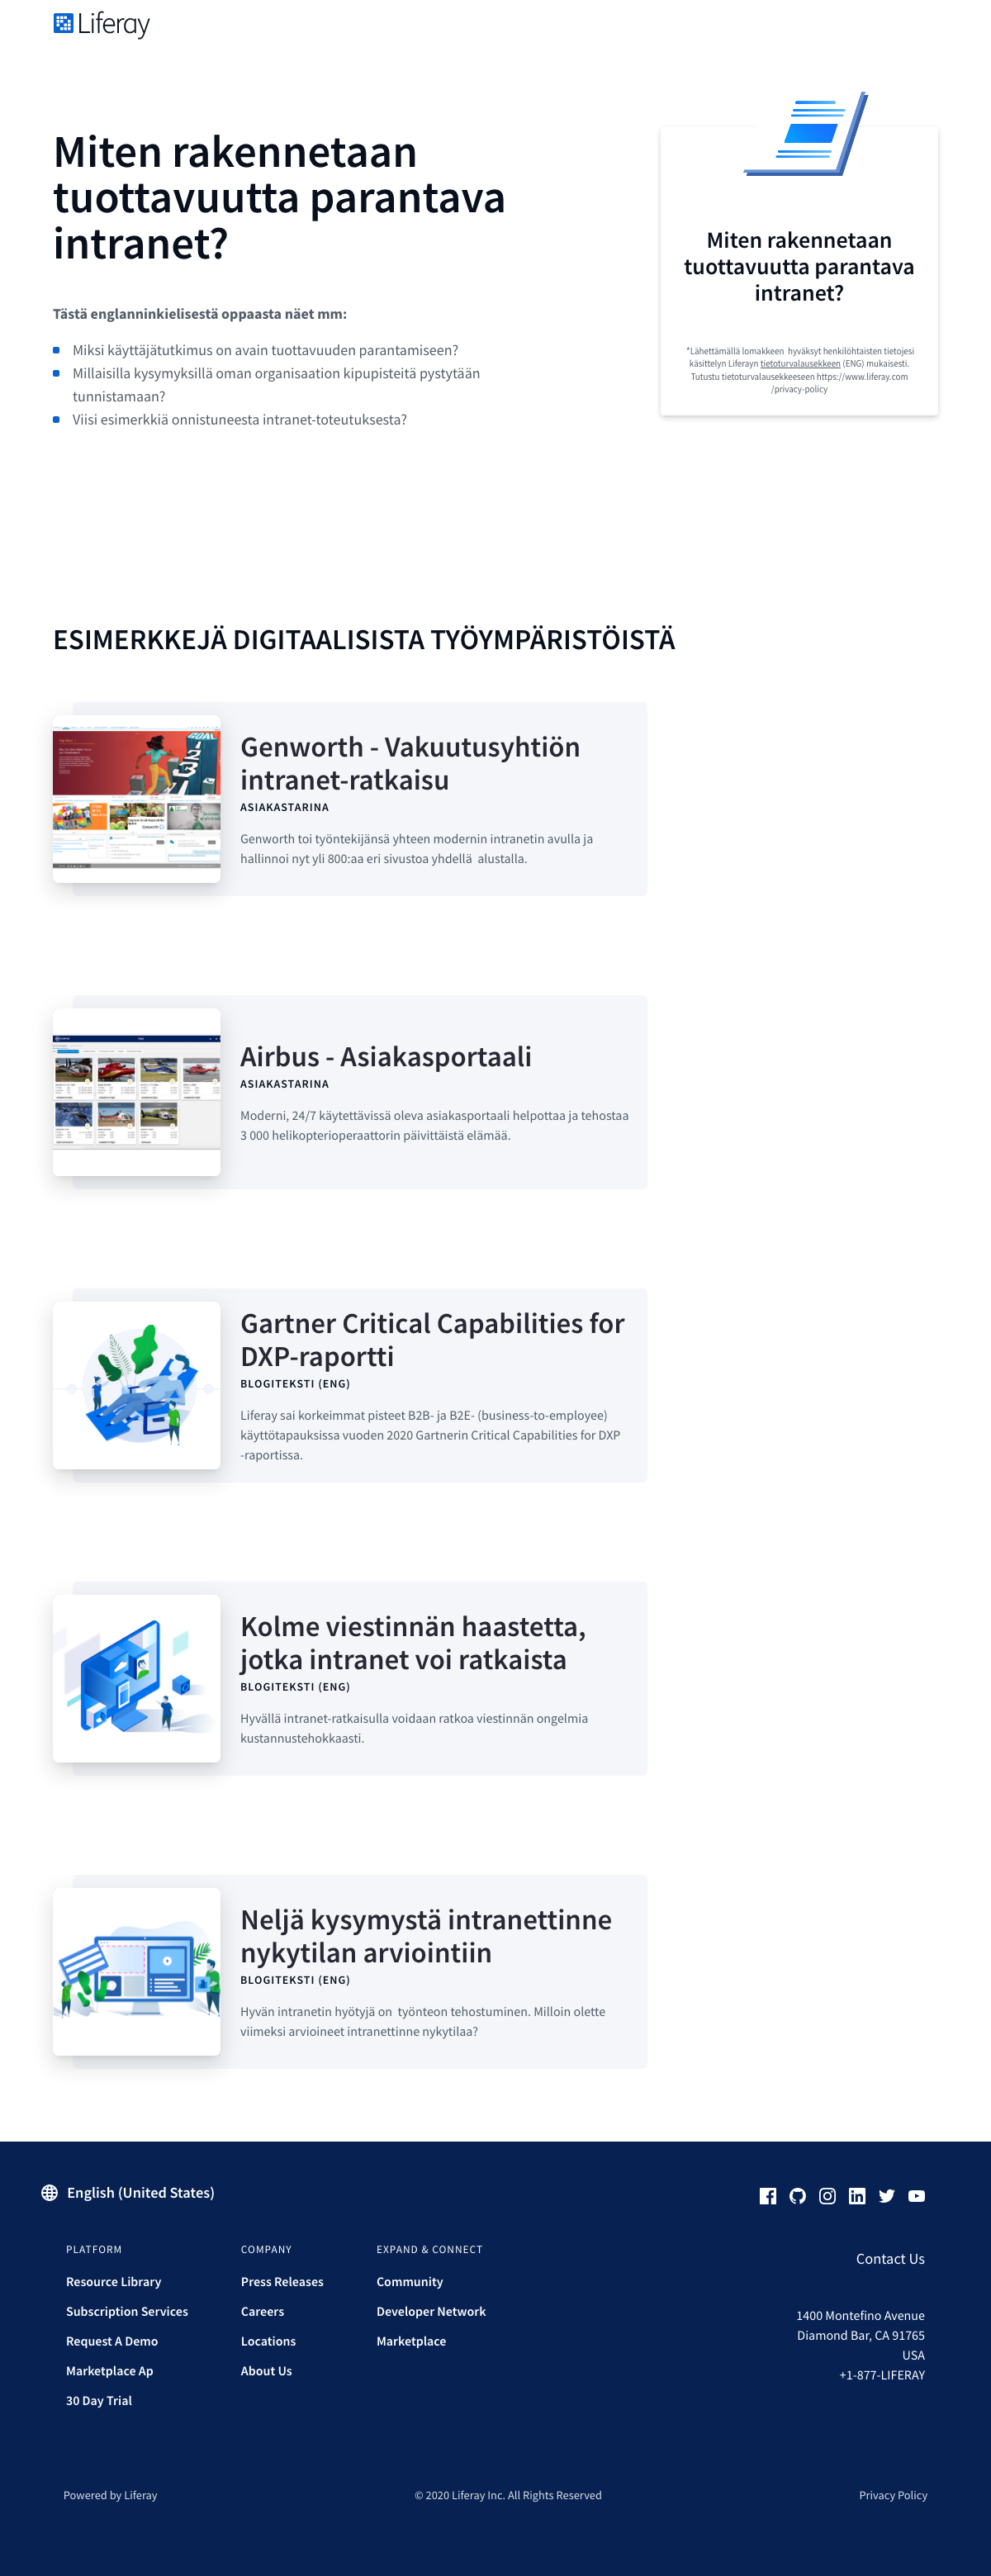 Liferay
Miten rakennetaan
tuottavuutta parantava
intranet?
Tästä englanninkielisestä oppaasta näet mm:
Miksi käyttäjätutkimus on avain tuottavuuden parantamiseen?
Millaisilla kysymyksillä oman organisaation kipupisteitä pystytään
tunnistamaan?
Viisi esimerkkiä onnistuneesta intranet-toteutuksesta?
Miten rakennetaan
tuottavuutta parantava
intranet?
*Lähettämällä lomakkeen hyväksyt henkilöhtaisten tietojesi
käsittelyn Liferayn tietoturvalausekkeen (ENG) mukaisesti.
Tutustu tietoturvalausekkeeseen https://www.liferay.com
/privacy-policy
ESIMERKKEJÄ DIGITAALISISTA TYÖYMPÄRISTÖISTÄ
Genworth - Vakuutusyhtiön
intranet-ratkaisu
ASIAKASTARINA
Genworth toi työntekijänsä yhteen modernin intranetin avulla ja
hallinnoi nyt yli 800:aa eri sivustoa yhdellä alustalla.
Airbus - Asiakasportaali
ASIAKASTARINA
Moderni, 24/7 käytettävissä oleva asiakasportaali helpottaa ja tehostaa
3 000 helikopterioperaattorin päivittäistä elämää.
Gartner Critical Capabilities for
DXP-raportti
BLOGITEKSTI (ENG)
Liferay sai korkeimmat pisteet B2B- ja B2E- (business-to-employee)
käyttötapauksissa vuoden 2020 Gartnerin Critical Capabilities for DXP
-raportissa.
Kolme viestinnän haastetta,
jotka intranet voi ratkaista
BLOGITEKSTI (ENG)
Hyvällä intranet-ratkaisulla voidaan ratkoa viestinnän ongelmia
kustannustehokkaasti.
Neljä kysymystä intranettinne
nykytilan arviointiin
BLOGITEKSTI (ENG)
Hyvän intranetin hyötyjä on työnteon tehostuminen. Milloin olette
viimeksi arvioineet intranettinne nykytilaa?
English (United States)
PLATFORM
Resource Library
Subscription Services
Request A Demo
Marketplace Ap
30 Day Trial
COMPANY
Press Releases
Careers
Locations
About Us
EXPAND & CONNECT
Community
Developer Network
Marketplace
Contact Us
1400 Montefino Avenue
Diamond Bar, CA 91765
USA
+1-877-LIFERAY
Powered by Liferay
© 2020 Liferay Inc. All Rights Reserved
Privacy Policy